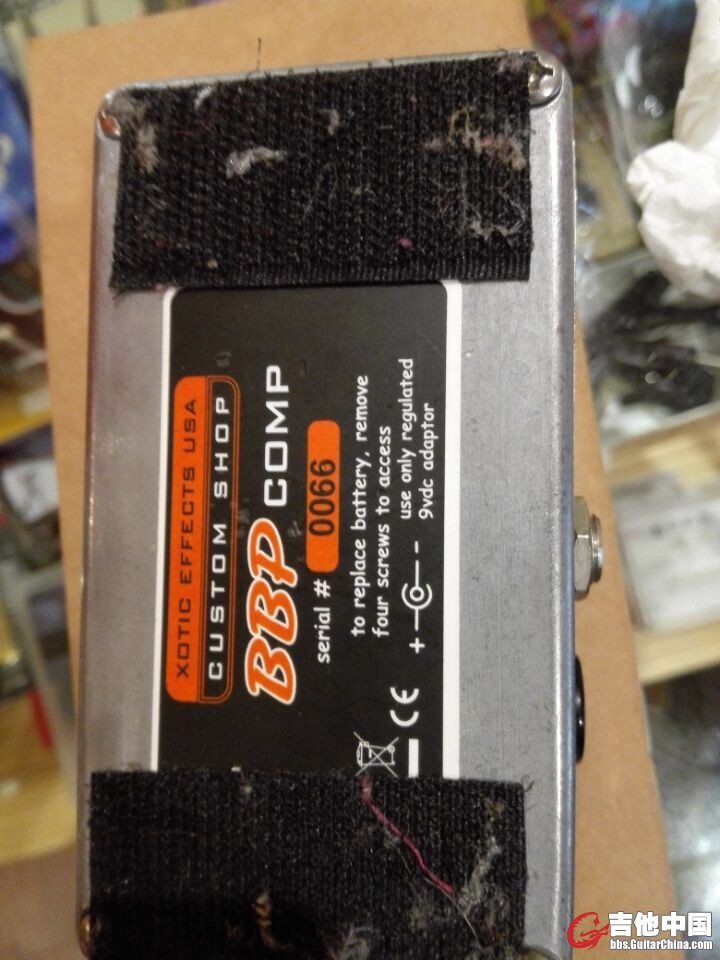 XOTIC EFFECTS USA
CUSTOM SHOP
BBP COMP
serial # 0066
to replace battery, remove
four screws to access
+ - use only regulated
9vdc adaptor
CE
吉他中国
bbs.GuitarChina.com